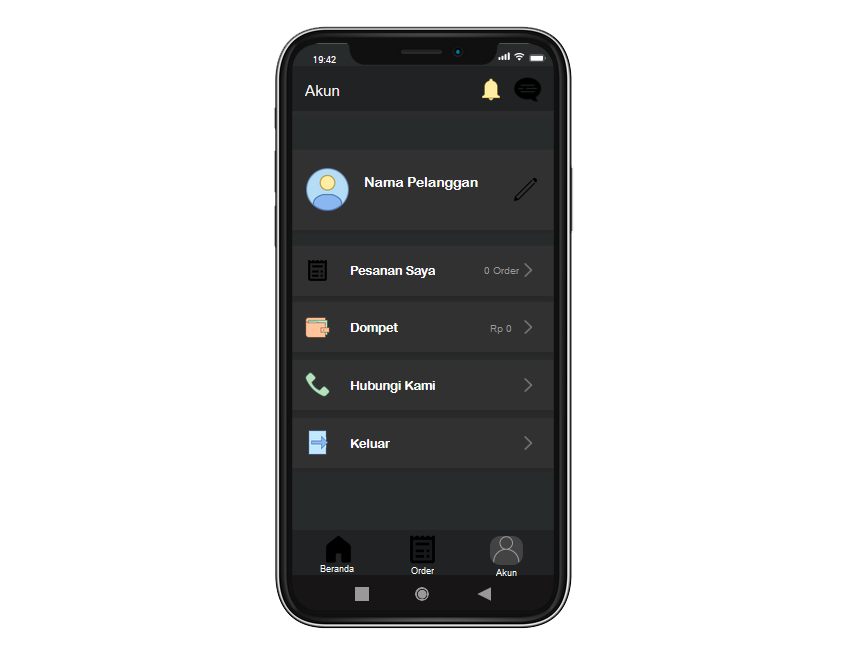 19:42
Akun
Nama Pelanggan
Pesanan Saya 0 Order
Dompet Rp 0
Hubungi Kami
Keluar
Beranda Order Akun